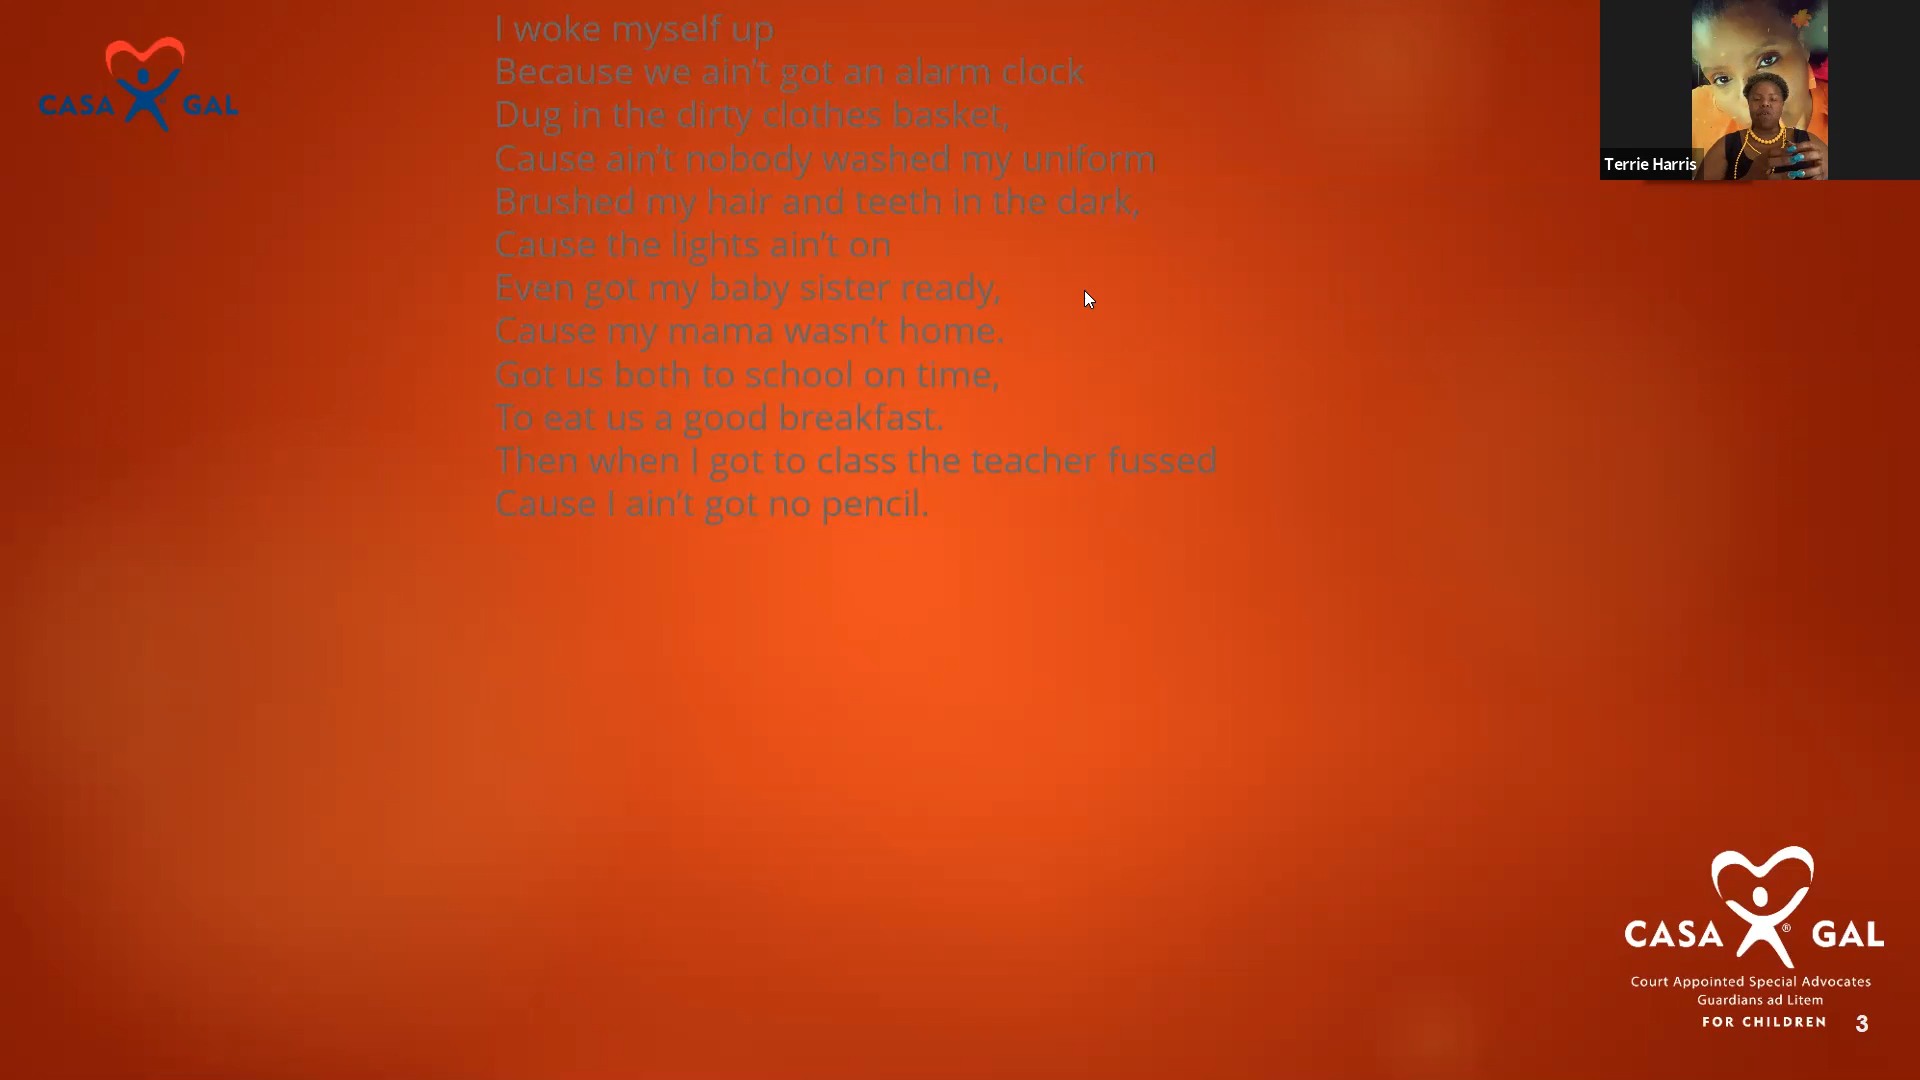 I woke myself up
Because we ain't got an alarm clock
Dug in the dirty clothes basket,
Cause ain't nobody washed my uniform
Brushed my hair and teeth in the dark,
Cause the lights ain't on
Even got my baby sister ready,
Cause my mama wasn't home.
Got us both to school on time,
To eat us a good breakfast.
Then when I got to class the teacher fussed
Cause I ain't got no pencil.
CASA GAL
Terrie Harris
CASA ® GAL
Court Appointed Special Advocates
Guardians ad Litem
FOR CHILDREN
3